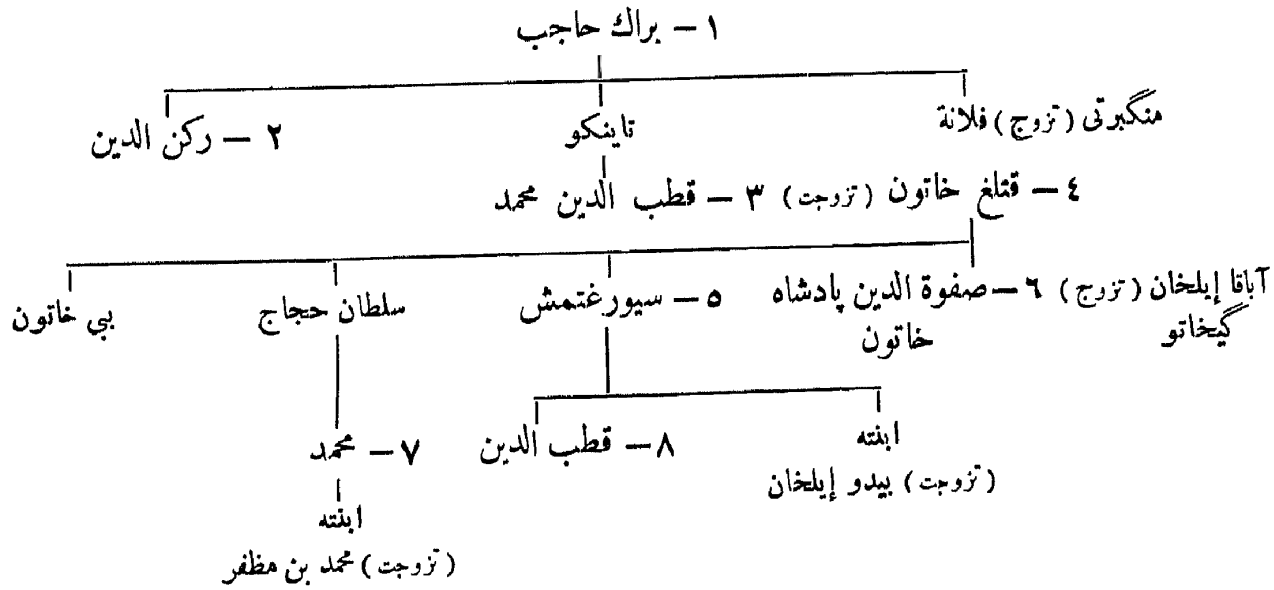 ١ – براك حاجب
منگبرتى (تزوج) فلانة
تاينكو
٢ – ركن الدين
٤ – قتلغ خاتون (تزوجت) ٣ – قطب الدين محمد
آباقا إيلخان (تزوج) ٦ – صفوة الدين پادشاه
گيخاتو
خاتون
٥ – سيورغتمش
سلطان حجاج
بي خاتون
ابنته
(تزوجت) بيدو إيلخان
٨ – قطب الدين
٧ – محمد
ابنته
(تزوجت) محمد بن مظفر